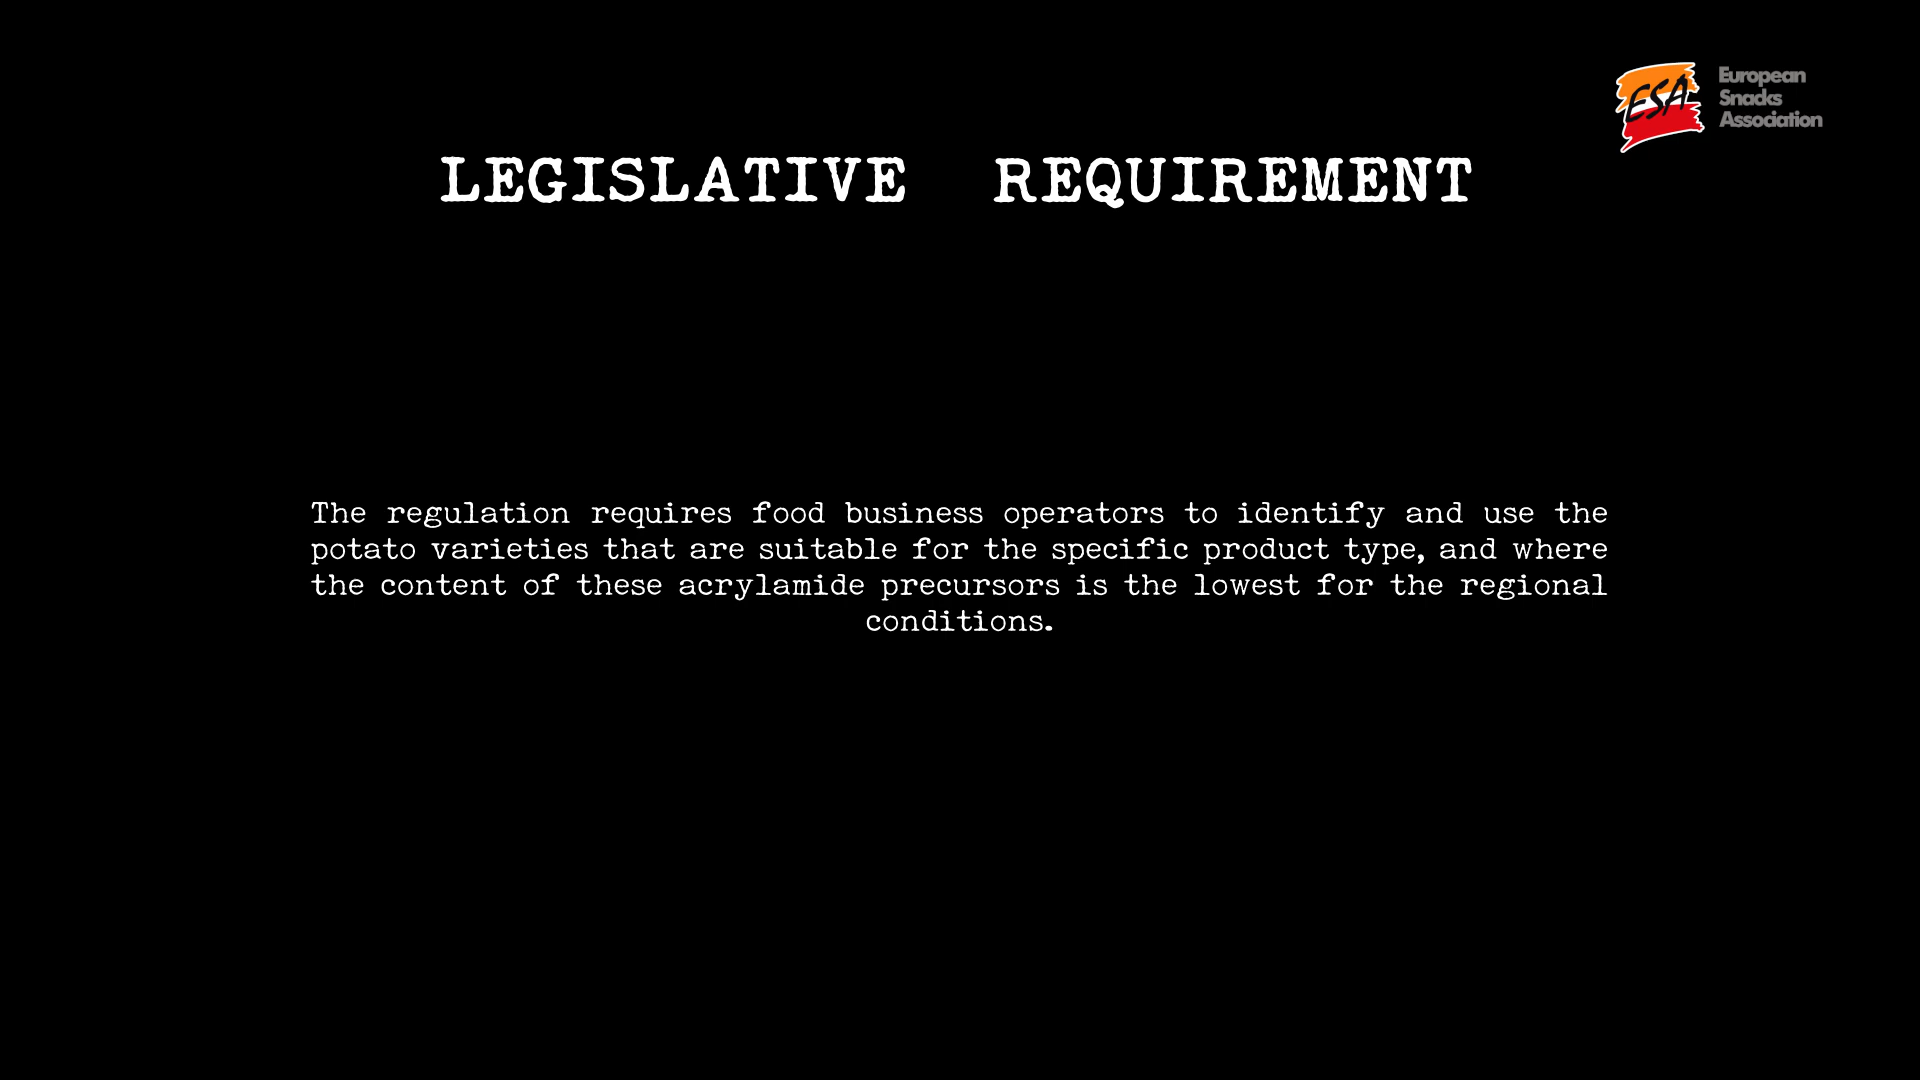 European
Snacks
Association
ESA
LEGISLATIVE REQUIREMENT
The regulation requires food business operators to identify and use the
potato varieties that are suitable for the specific product type, and where
the content of these acrylamide precursors is the lowest for the regional
conditions.